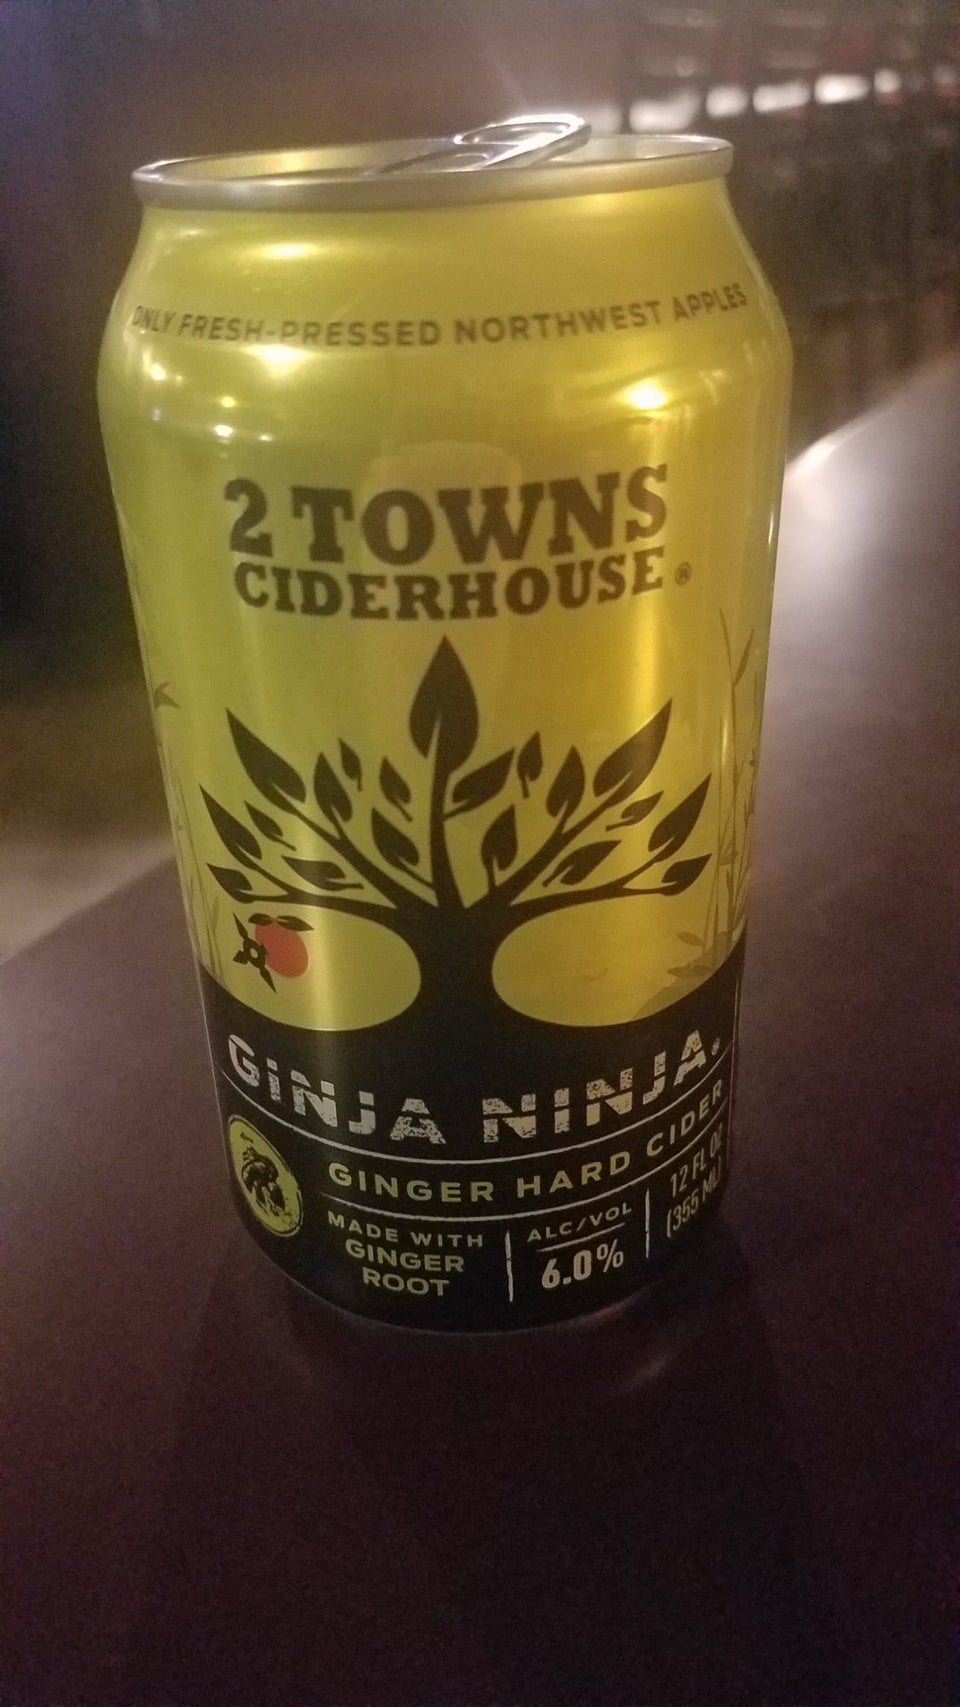 ONLY FRESH-PRESSED NORTHWEST APPLES
2 TOWNS
CIDERHOUSE®
GiNJA NINJA®
GINGER HARD CIDER
MADE WITH
GINGER
ROOT
ALC/VOL
6.0%
12 FL OZ
(355 ML)